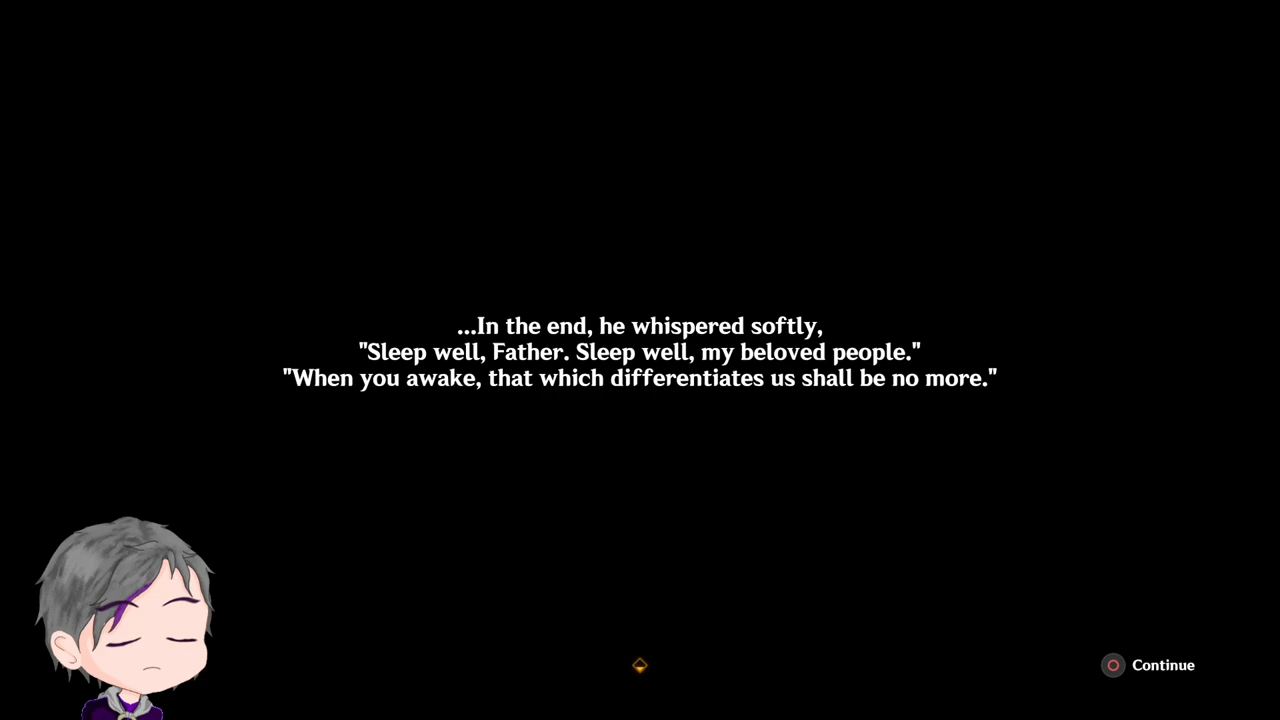 ...In the end, he whispered softly,
"Sleep well, Father. Sleep well, my beloved people."
"When you awake, that which differentiates us shall be no more."
Continue